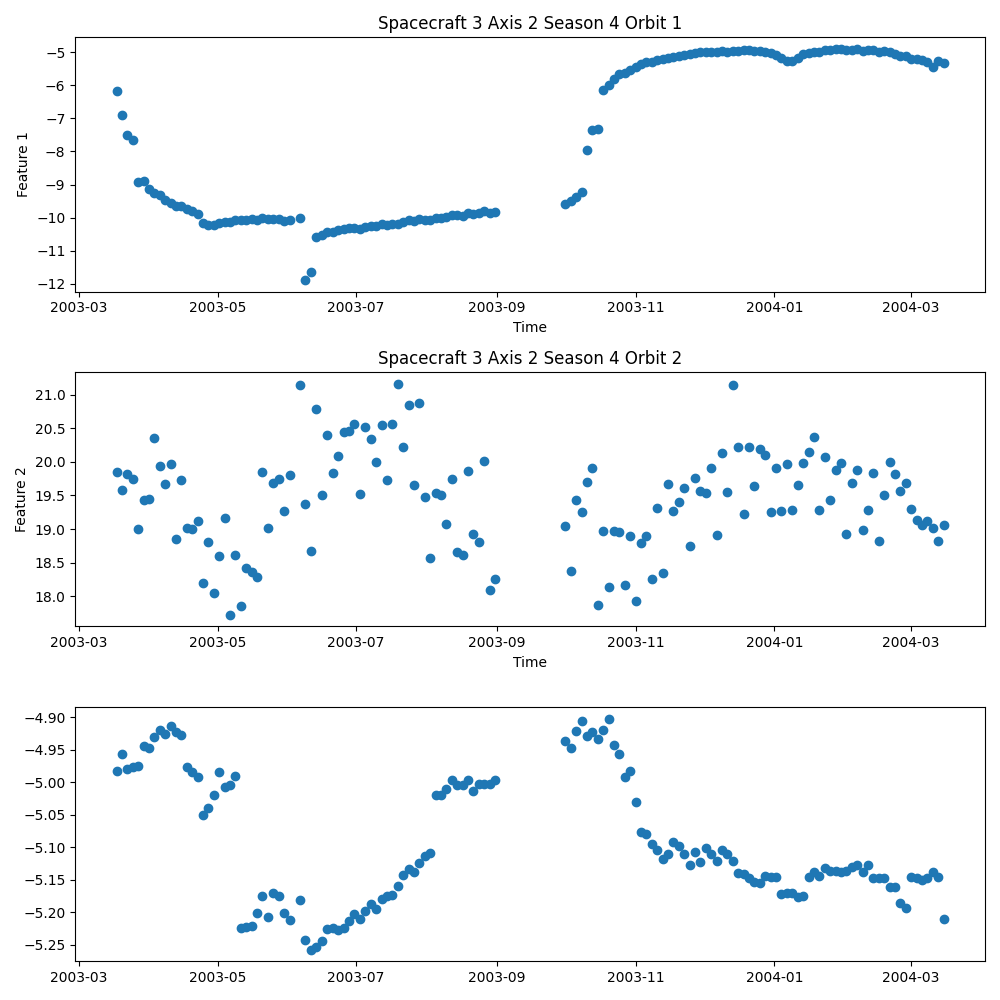 Spacecraft 3 Axis 2 Season 4 Orbit 1
−5
−6
−7
−8
−9
−10
−11
−12
Feature 1
2003-03 2003-05 2003-07 2003-09 2003-11 2004-01 2004-03
Time
Spacecraft 3 Axis 2 Season 4 Orbit 2
21.0
20.5
20.0
19.5
19.0
18.5
18.0
Feature 2
2003-03 2003-05 2003-07 2003-09 2003-11 2004-01 2004-03
Time
−4.90
−4.95
−5.00
−5.05
−5.10
−5.15
−5.20
−5.25
2003-03 2003-05 2003-07 2003-09 2003-11 2004-01 2004-03